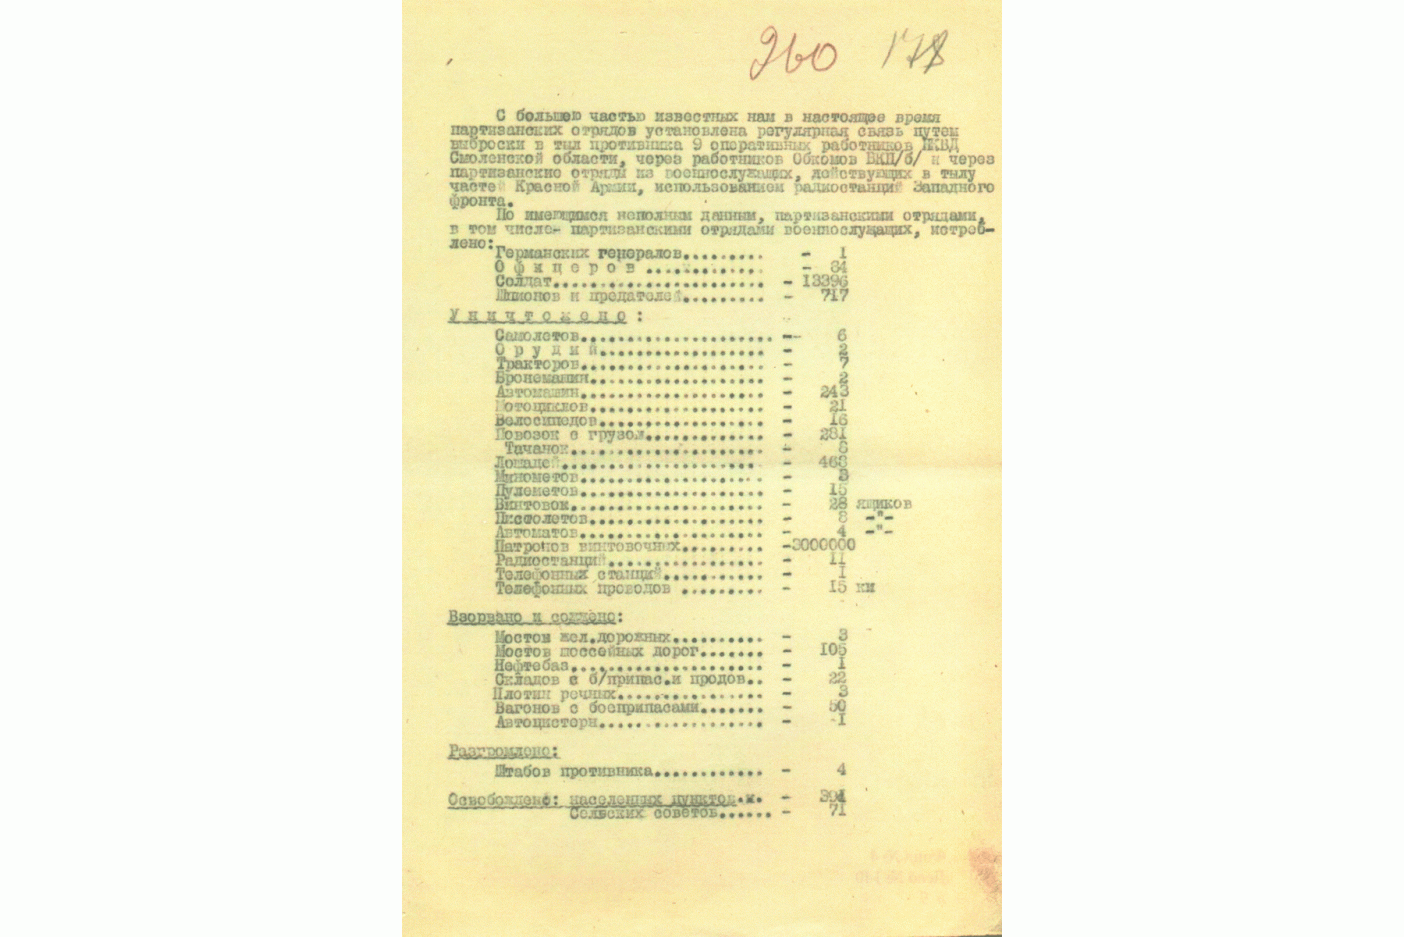 260 178
С большею частью известных нам в настоящее время
партизанских отрядов установлена регулярная связь путем
выброски в тыл противника 9 оперативных работников НКВД
Смоленской области, через работников Обкомов ВКП/б/ и через
партизанские отряды из военнослужащих, действующих в тылу
частей Красной Армии, использованием радиостанций Западного
фронта.
По имеющимся неполным данным, партизанскими отрядами,
в том числе- партизанскими отрядами военнослужащих, истреб-
лено:
Германских генералов......... - 1
О ф и ц е р о в ............ - 84
Солдат...................... - 13396
Шпионов и предателей......... - 717
У н и ч т о ж е н о :
Самолетов.................... -- 6
О р у д и й.................. - 2
Тракторов.................... - 7
Бронемашин................... - 2
Автомашин.................... - 243
Мотоциклов................... - 21
Велосипедов.................. - 16
Повозок с грузом............. - 281
Тачанок..................... - 6
Лошадей..................... - 468
Минометов.................... - 3
Пулеметов.................... - 15
Винтовок..................... - 28 ящиков
Пистолетов................... - 8 -"-
Автоматов.................... - 4 -"-
Патронов винтовочных......... -3000000
Радиостанций................. - 11
Телефонных станций........... - 1
Телефонных проводов ......... - 15 км
Взорвано и сожжено:
Мостов жел.дорожных.......... - 3
Мостов шоссейных дорог....... - 105
Нефтебаз..................... - 1
Складов с б/припас.и продов.. - 22
Плотин речных................ - 3
Вагонов с боеприпасами....... - 50
Автоцистерн.................. - 1
Разгромлено:
Штабов противника............ - 4
Освобождено: населенных пунктов.и. - 391
Сельских советов...... - 71